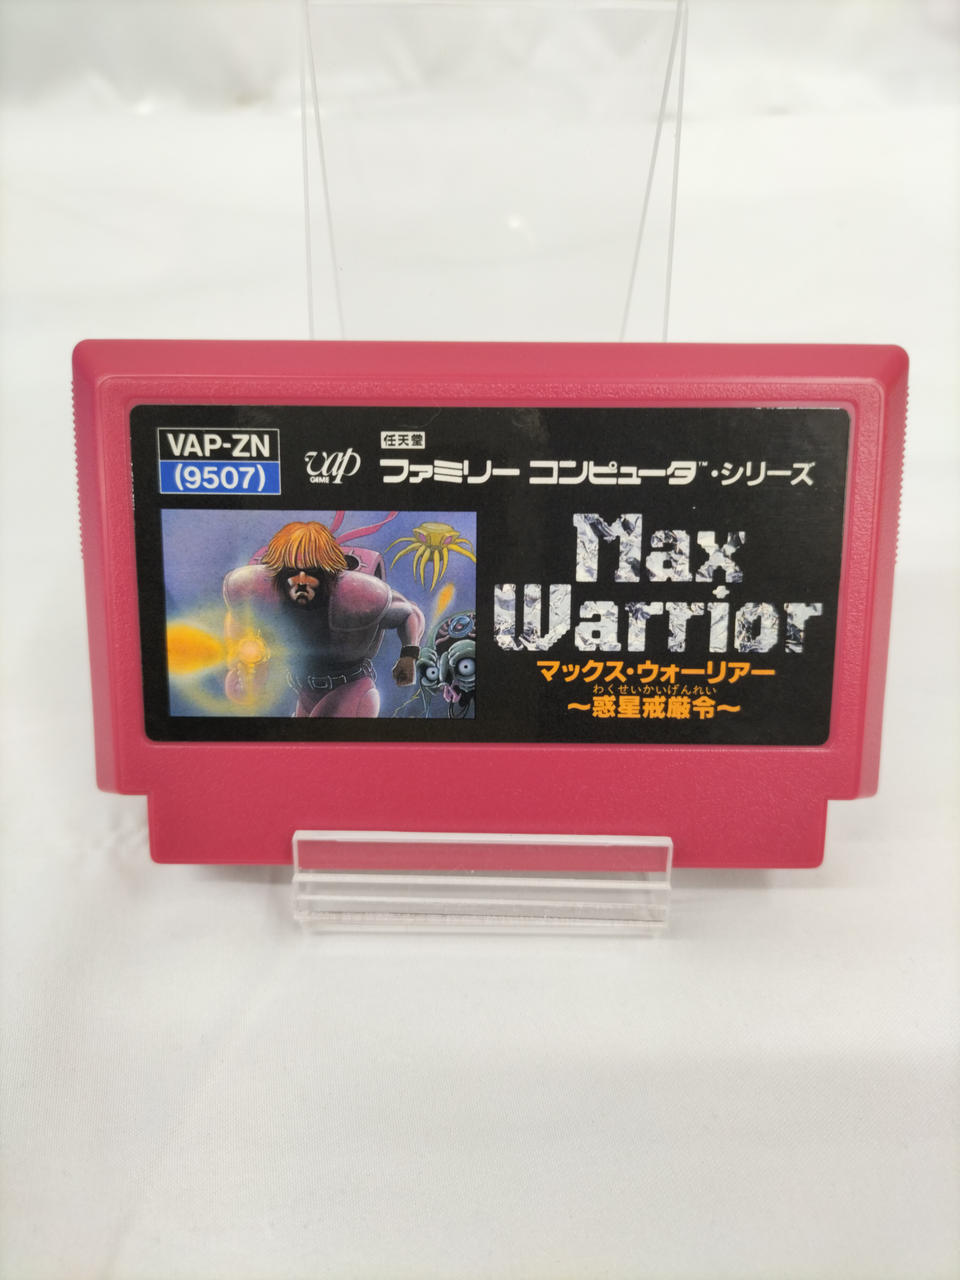 VAP-ZN
(9507)
vap
GAME
任天堂
ファミリー コンピュータ™・シリーズ
Max
Warrior
マックス・ウォーリアー
わくせいかいげんれい
〜惑星戒厳令〜